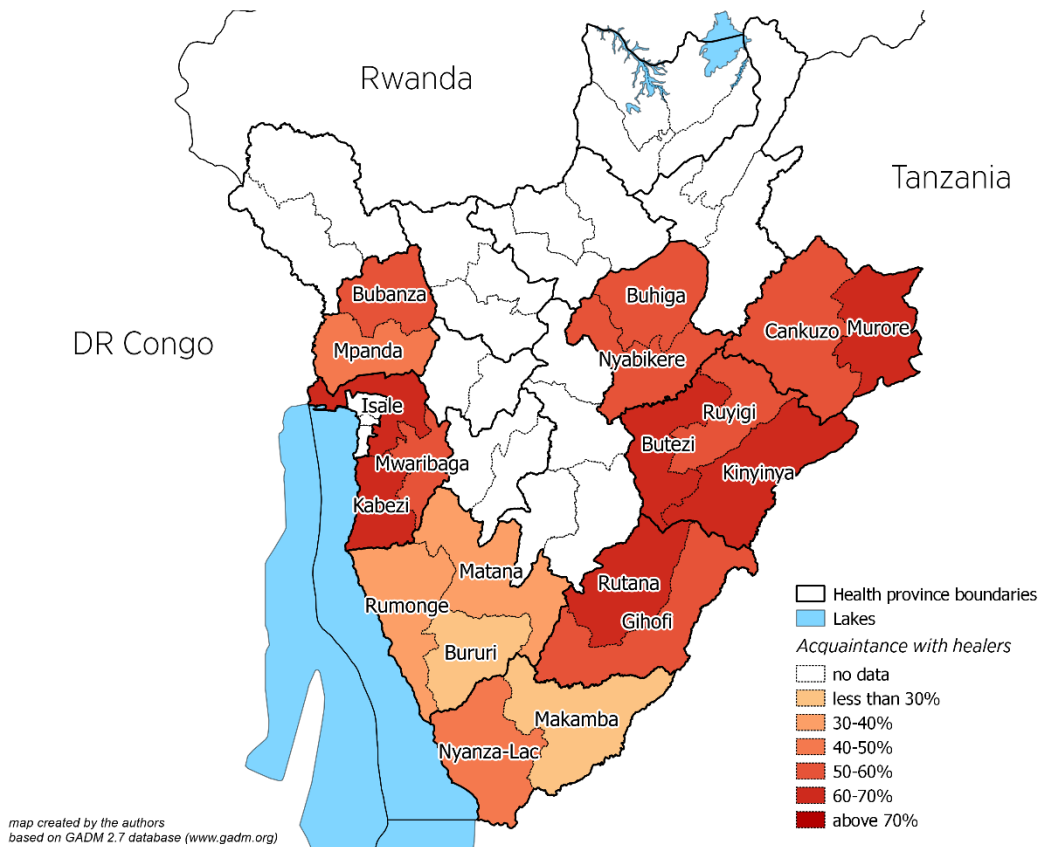 Rwanda
Tanzania
DR Congo
Bubanza
Buhiga
Mpanda
Cankuzo
Murore
Nyabikere
Isale
Ruyigi
Butezi
Mwaribaga
Kinyinya
Kabezi
Matana
Rutana
Rumonge
Gihofi
Bururi
Makamba
Nyanza-Lac
Health province boundaries
Lakes
Acquaintance with healers
no data
less than 30%
30-40%
40-50%
50-60%
60-70%
above 70%
map created by the authors
based on GADM 2.7 database (www.gadm.org)